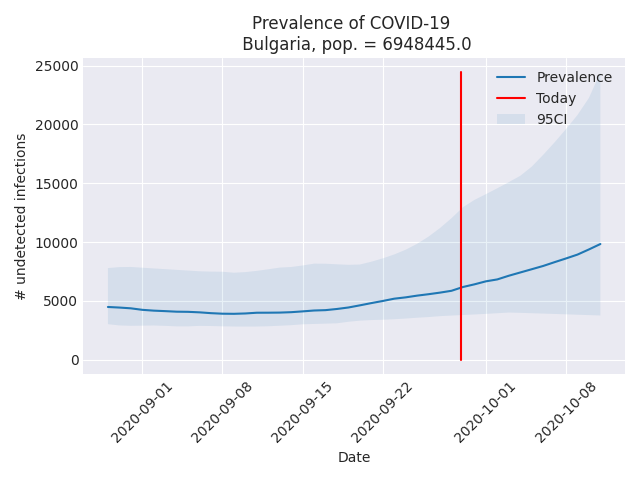 Prevalence of COVID-19
Bulgaria, pop. = 6948445.0
25000
20000
15000
10000
5000
0
# undetected infections
Prevalence
Today
95CI
2020-09-01
2020-09-08
2020-09-15
2020-09-22
2020-10-01
2020-10-08
Date